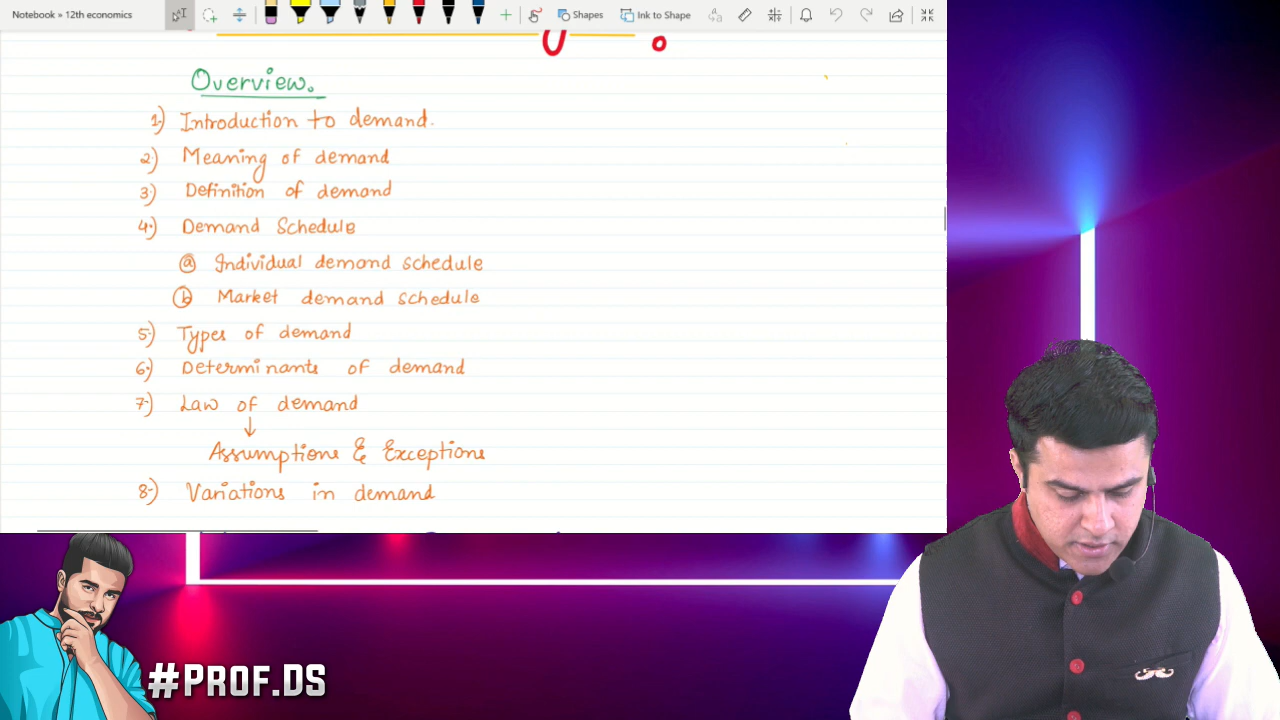 Notebook » 12th economics
Shapes
Ink to Shape
Overview.
1) Introduction to demand.
2) Meaning of demand
3) Definition of demand
4) Demand Schedule
a Individual demand schedule
b Market demand schedule
5) Types of demand
6) Determinants of demand
7) Law of demand
↓
Assumptions & Exceptions
8) Variations in demand
#PROF.DS